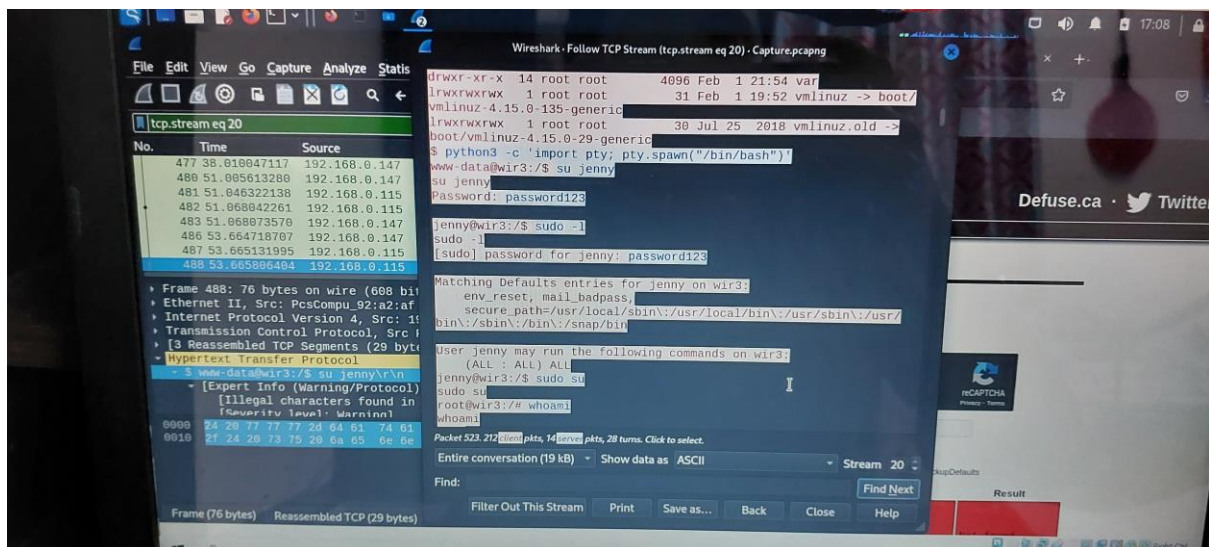 17:08
Wireshark · Follow TCP Stream (tcp.stream eq 20) · Capture.pcapng
File Edit View Go Capture Analyze Statis
tcp.stream eq 20
No. Time Source
477 38.010047117 192.168.0.147
480 51.005613280 192.168.0.147
481 51.046322138 192.168.0.115
482 51.068042261 192.168.0.115
483 51.068073570 192.168.0.147
486 53.664718707 192.168.0.147
487 53.665131995 192.168.0.115
488 53.665806404 192.168.0.115
Frame 488: 76 bytes on wire (608 bit
Ethernet II, Src: PcsCompu_92:a2:af
Internet Protocol Version 4, Src: 19
Transmission Control Protocol, Src P
[3 Reassembled TCP Segments (29 byte
Hypertext Transfer Protocol
$ www-data@wir3:/$ su jenny\r\n
[Expert Info (Warning/Protocol)
[Illegal characters found in
[Severity level: Warning]
0000 24 20 77 77 77 2d 64 61 74 61
0010 2f 24 20 73 75 20 6a 65 6e 6e
Frame (76 bytes) Reassembled TCP (29 bytes)
drwxr-xr-x 14 root root 4096 Feb 1 21:54 var
lrwxrwxrwx 1 root root 31 Feb 1 19:52 vmlinuz -> boot/
vmlinuz-4.15.0-135-generic
lrwxrwxrwx 1 root root 30 Jul 25 2018 vmlinuz.old ->
boot/vmlinuz-4.15.0-29-generic
$ python3 -c 'import pty; pty.spawn("/bin/bash")'
www-data@wir3:/$ su jenny
su jenny
Password: password123
jenny@wir3:/$ sudo -l
sudo -l
[sudo] password for jenny: password123
Matching Defaults entries for jenny on wir3:
env_reset, mail_badpass,
secure_path=/usr/local/sbin\:/usr/local/bin\:/usr/sbin\:/usr/
bin\:/sbin\:/bin\:/snap/bin
User jenny may run the following commands on wir3:
(ALL : ALL) ALL
jenny@wir3:/$ sudo su
sudo su
root@wir3:/# whoami
whoami
Packet 523. 212 client pkts, 14 server pkts, 28 turns. Click to select.
Entire conversation (19 kB) Show data as ASCII Stream 20
Find: Find Next
Filter Out This Stream Print Save as... Back Close Help
Defuse.ca · Twitte
reCAPTCHA
Privacy - Terms
Result
Right Ctrl